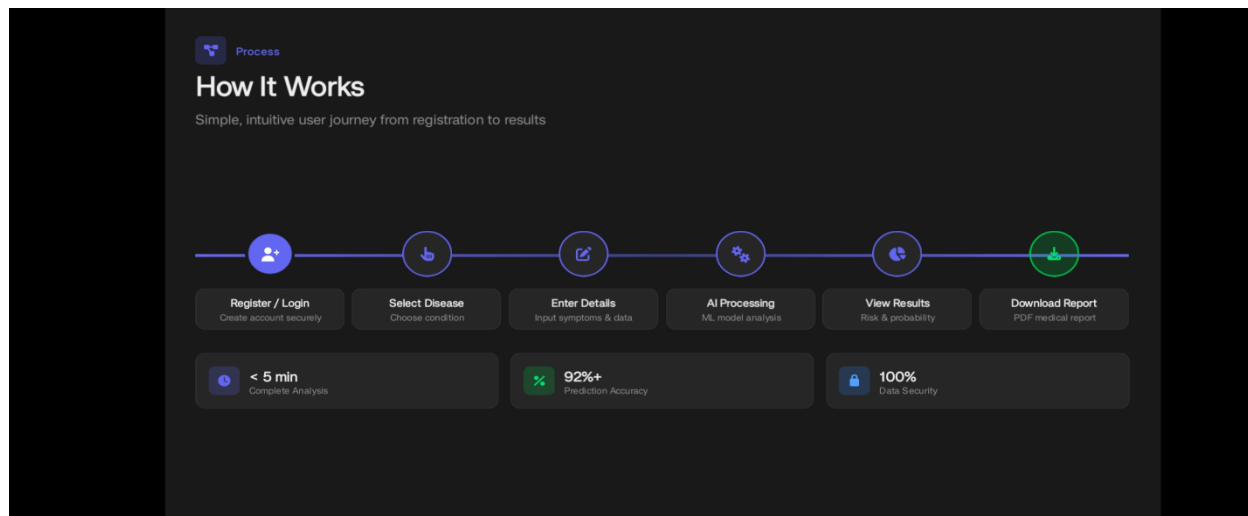 Process
How It Works
Simple, intuitive user journey from registration to results
Register / Login
Create account securely
Select Disease
Choose condition
Enter Details
Input symptoms & data
AI Processing
ML model analysis
View Results
Risk & probability
Download Report
PDF medical report
< 5 min
Complete Analysis
92%+
Prediction Accuracy
100%
Data Security